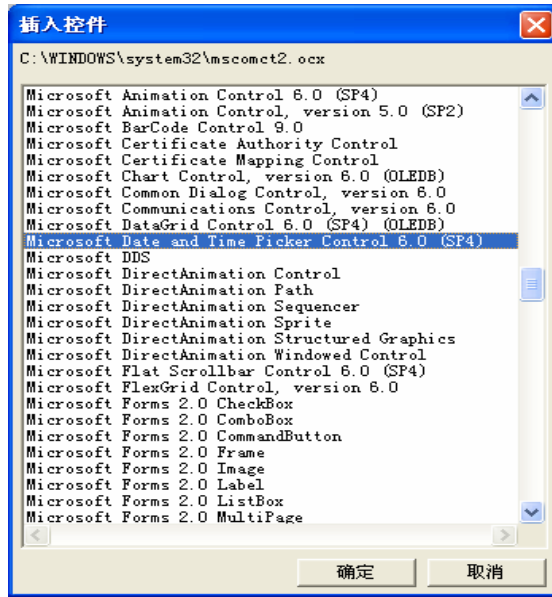 插入控件
C:\WINDOWS\system32\mscomct2.ocx
Microsoft Animation Control 6.0 (SP4)
Microsoft Animation Control, version 5.0 (SP2)
Microsoft BarCode Control 9.0
Microsoft Certificate Authority Control
Microsoft Certificate Mapping Control
Microsoft Chart Control, version 6.0 (OLEDB)
Microsoft Common Dialog Control, version 6.0
Microsoft Communications Control, version 6.0
Microsoft DataGrid Control 6.0 (SP4) (OLEDB)
Microsoft Date and Time Picker Control 6.0 (SP4)
Microsoft DDS
Microsoft DirectAnimation Control
Microsoft DirectAnimation Path
Microsoft DirectAnimation Sequencer
Microsoft DirectAnimation Sprite
Microsoft DirectAnimation Structured Graphics
Microsoft DirectAnimation Windowed Control
Microsoft Flat Scrollbar Control 6.0 (SP4)
Microsoft FlexGrid Control, version 6.0
Microsoft Forms 2.0 CheckBox
Microsoft Forms 2.0 ComboBox
Microsoft Forms 2.0 CommandButton
Microsoft Forms 2.0 Frame
Microsoft Forms 2.0 Image
Microsoft Forms 2.0 Label
Microsoft Forms 2.0 ListBox
Microsoft Forms 2.0 MultiPage
确定 取消